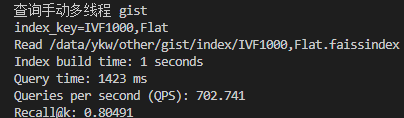 查询手动多线程 gist
index_key=IVF1000,Flat
Read /data/ykw/other/gist/index/IVF1000,Flat.faissindex
Index build time: 1 seconds
Query time: 1423 ms
Queries per second (QPS): 702.741
Recall@k: 0.80491